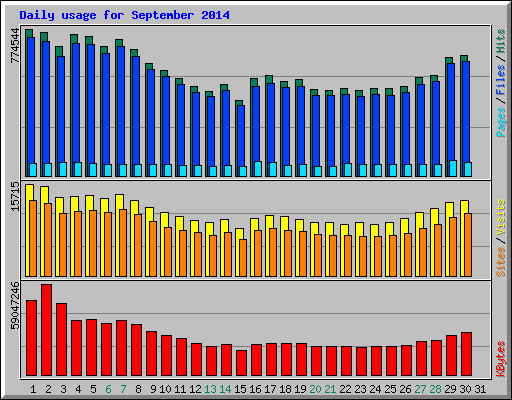 Daily usage for September 2014
774544
Pages / Files / Hits
15715
Sites / Visits
59047246
KBytes
1 2 3 4 5 6 7 8 9 10 11 12 13 14 15 16 17 18 19 20 21 22 23 24 25 26 27 28 29 30 31